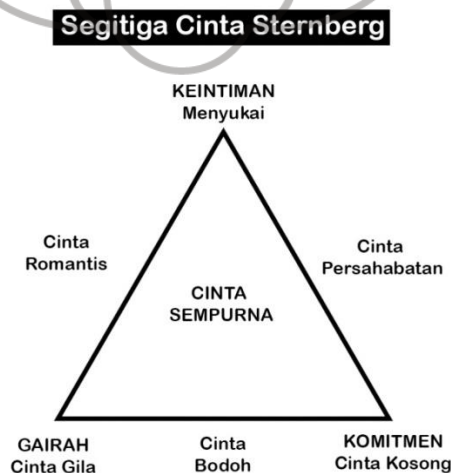 Segitiga Cinta Sternberg
KEINTIMAN
Menyukai
Cinta
Romantis
Cinta
Persahabatan
CINTA
SEMPURNA
GAIRAH
Cinta Gila
Cinta
Bodoh
KOMITMEN
Cinta Kosong